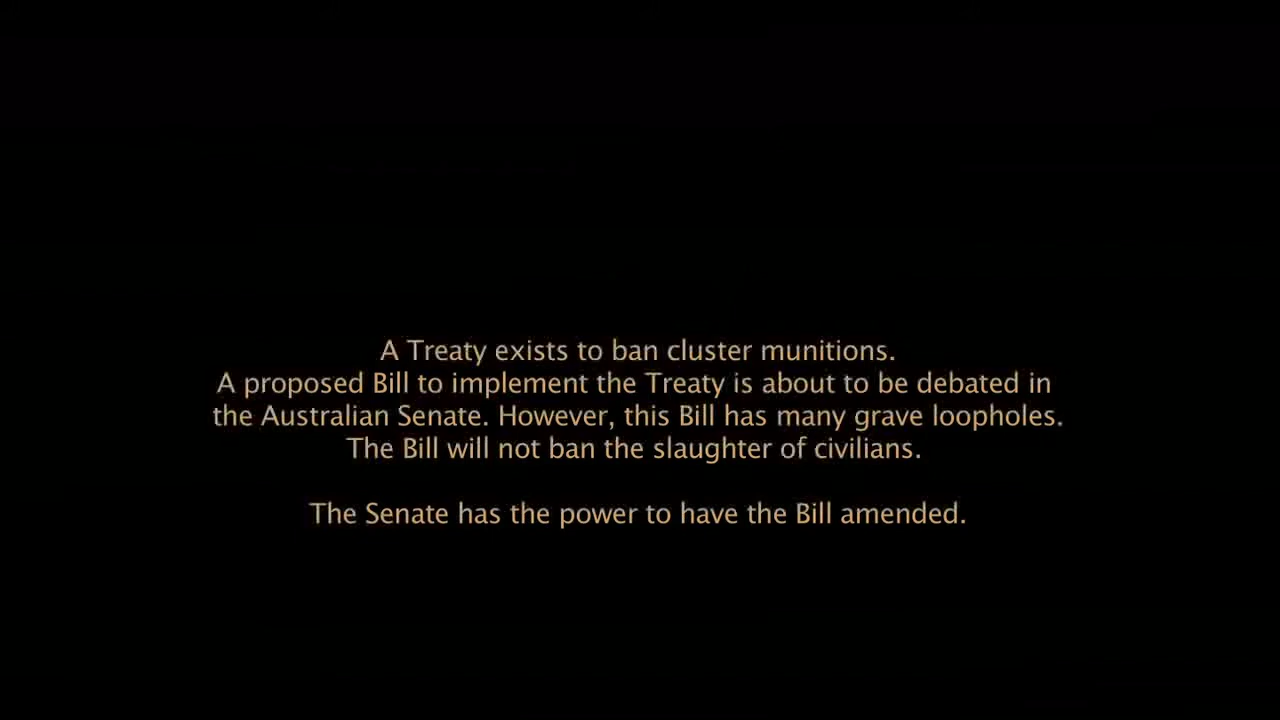 A Treaty exists to ban cluster munitions.
A proposed Bill to implement the Treaty is about to be debated in
the Australian Senate. However, this Bill has many grave loopholes.
The Bill will not ban the slaughter of civilians.
The Senate has the power to have the Bill amended.